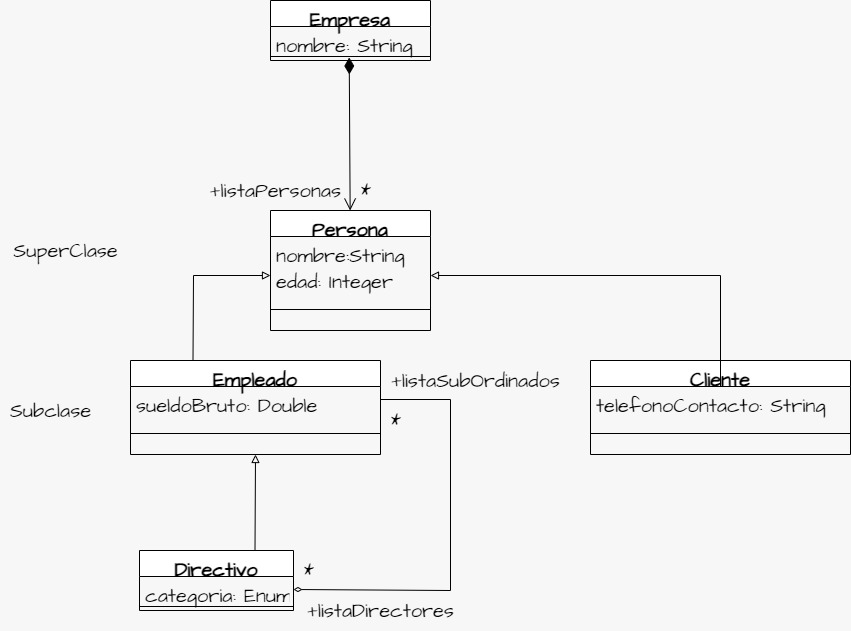 Empresa
nombre: String
+listaPersonas *
Persona
nombre:String
edad: Integer
SuperClase
Empleado
sueldoBruto: Double
+listaSubOrdinados
*
Cliente
telefonoContacto: String
Subclase
Directivo
categoria: Enum
*
+listaDirectores